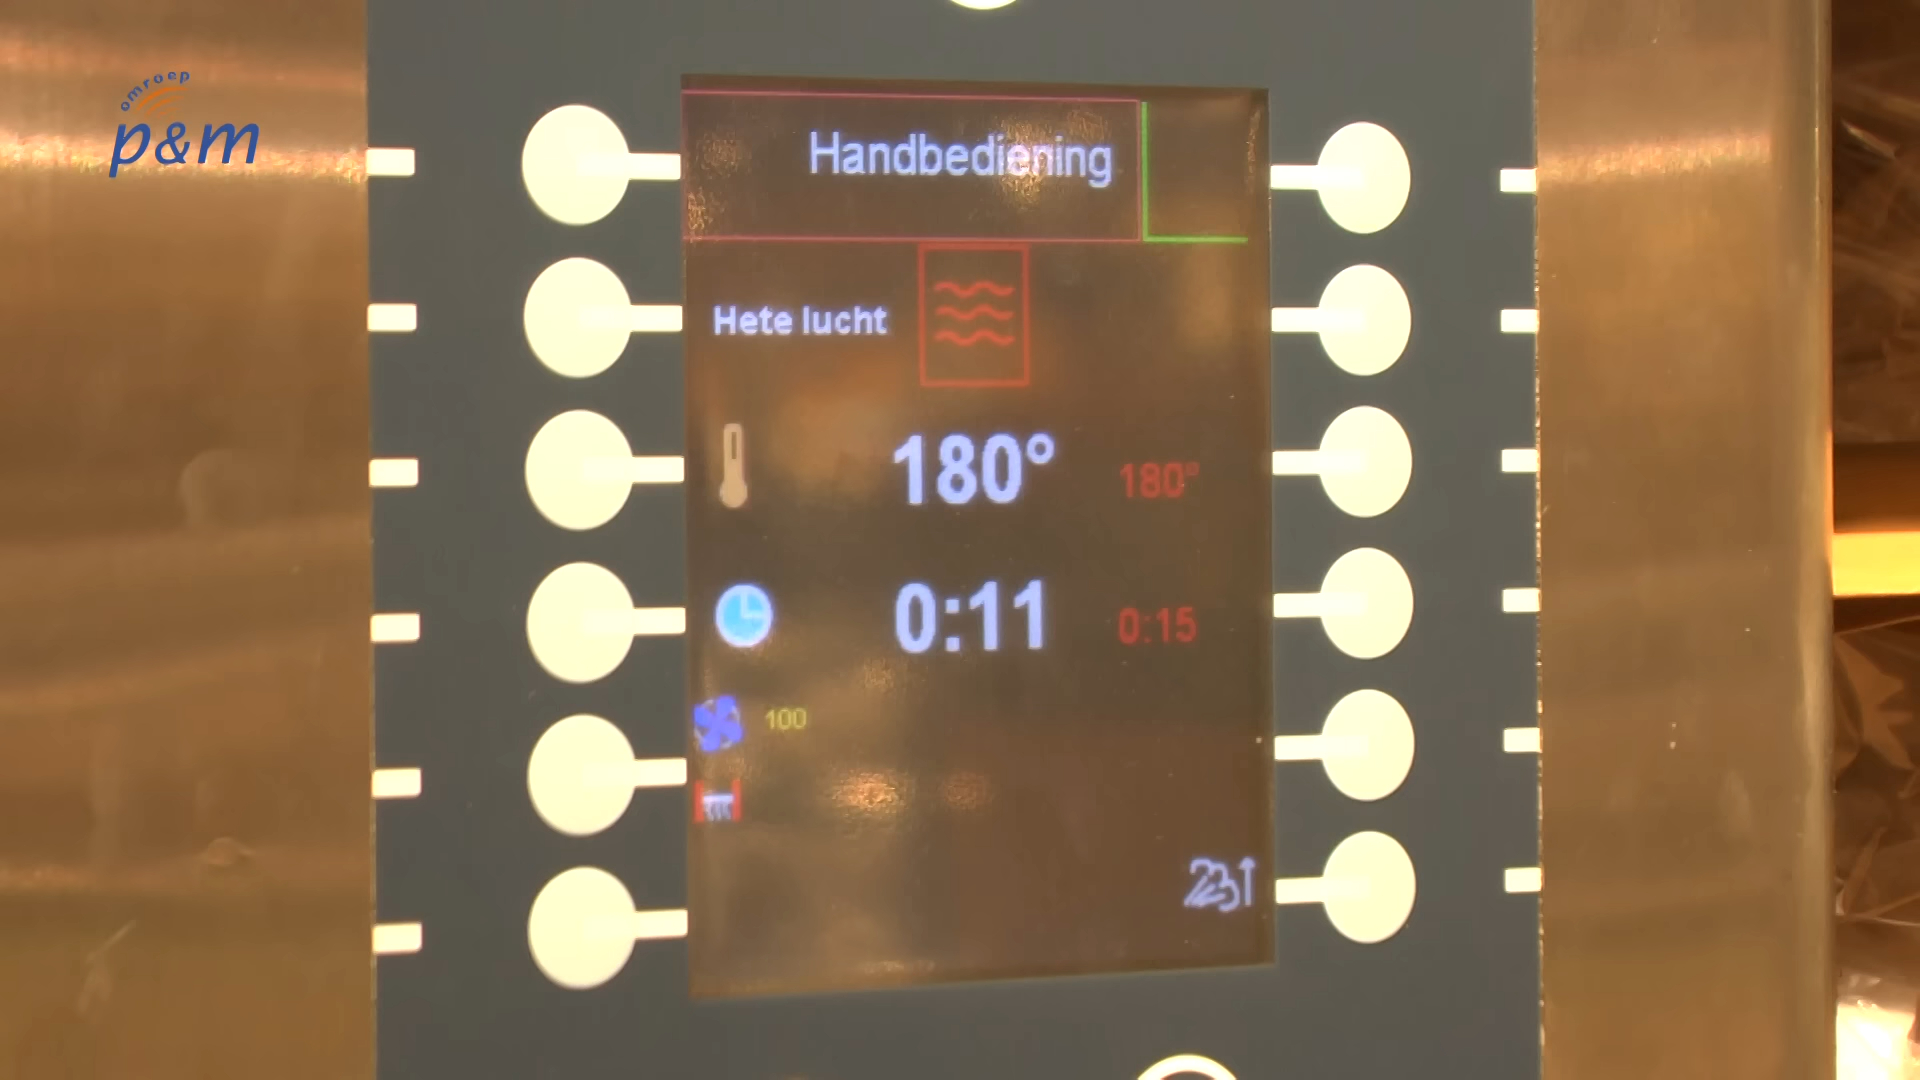 omroep
p&m
Handbediening
Hete lucht
180° 180°
0:11 0:15
100